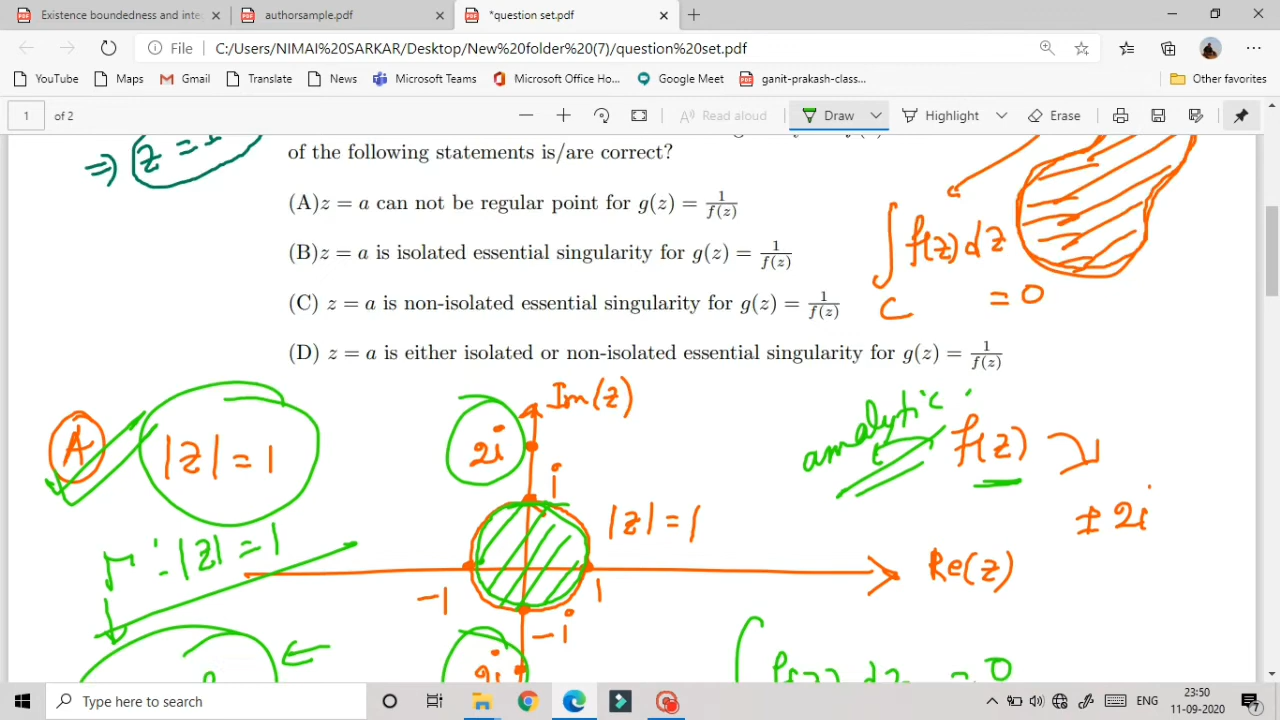 Existence boundedness and inte
authorsample.pdf
*question set.pdf
File
C:/Users/NIMAI%20SARKAR/Desktop/New%20folder%20(7)/question%20set.pdf
YouTube
Maps
Gmail
Translate
News
Microsoft Teams
Microsoft Office Ho...
Google Meet
ganit-prakash-class...
Other favorites
1 of 2
Read aloud
Draw
Highlight
Erase
of the following statements is/are correct?
(A)z = a can not be regular point for g(z) = 1/f(z)
(B)z = a is isolated essential singularity for g(z) = 1/f(z)
(C) z = a is non-isolated essential singularity for g(z) = 1/f(z)
(D) z = a is either isolated or non-isolated essential singularity for g(z) = 1/f(z)
∫ f(z) dz
C
= 0
A
|z| = 1
2i
Im(z)
i
analytic
f(z)
± 2i
|z| = 1
Γ : |z| = 1
Re(z)
-1
1
-i
Type here to search
ENG
23:50
11-09-2020
7